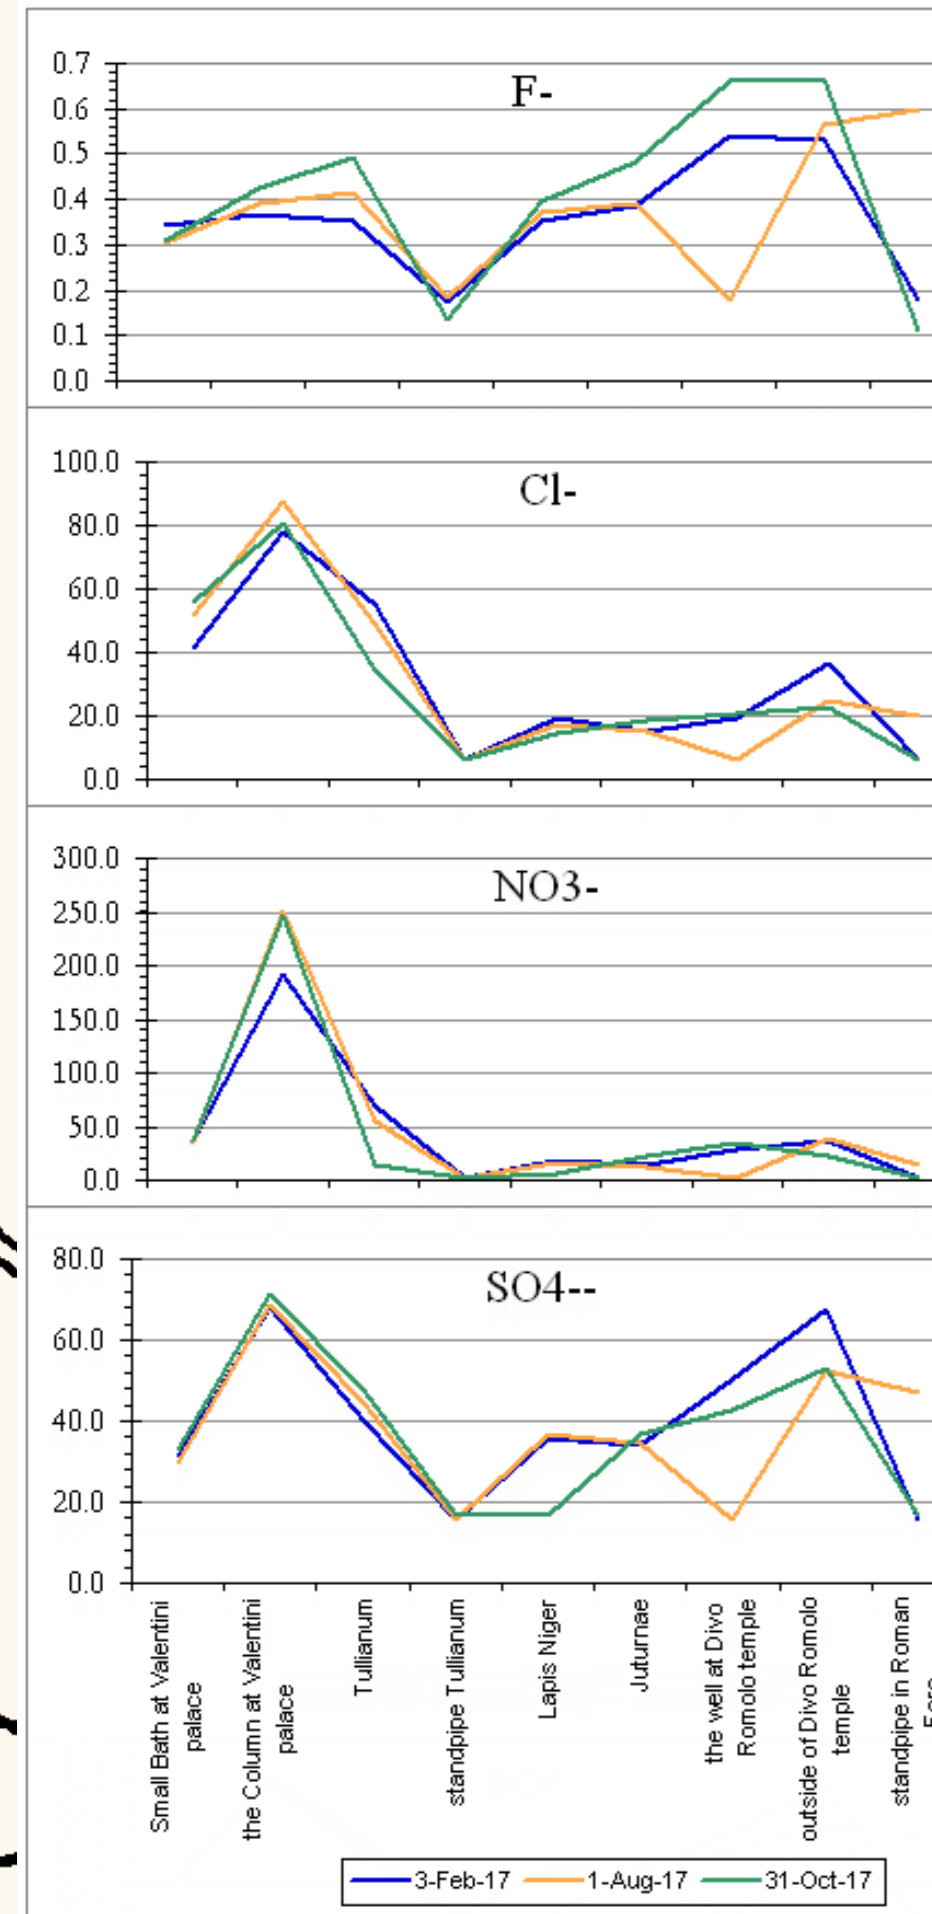 F-
0.7
0.6
0.5
0.4
0.3
0.2
0.1
0.0
Cl-
100.0
80.0
60.0
40.0
20.0
0.0
NO3-
300.0
250.0
200.0
150.0
100.0
50.0
0.0
SO4--
80.0
60.0
40.0
20.0
0.0
Small Bath at Valentini
palace
the Column at Valentini
palace
Tullianum
standpipe Tullianum
Lapis Niger
Juturnae
the well at Divo
Romolo temple
outside of Divo Romolo
temple
standpipe in Roman
3-Feb-17
1-Aug-17
31-Oct-17